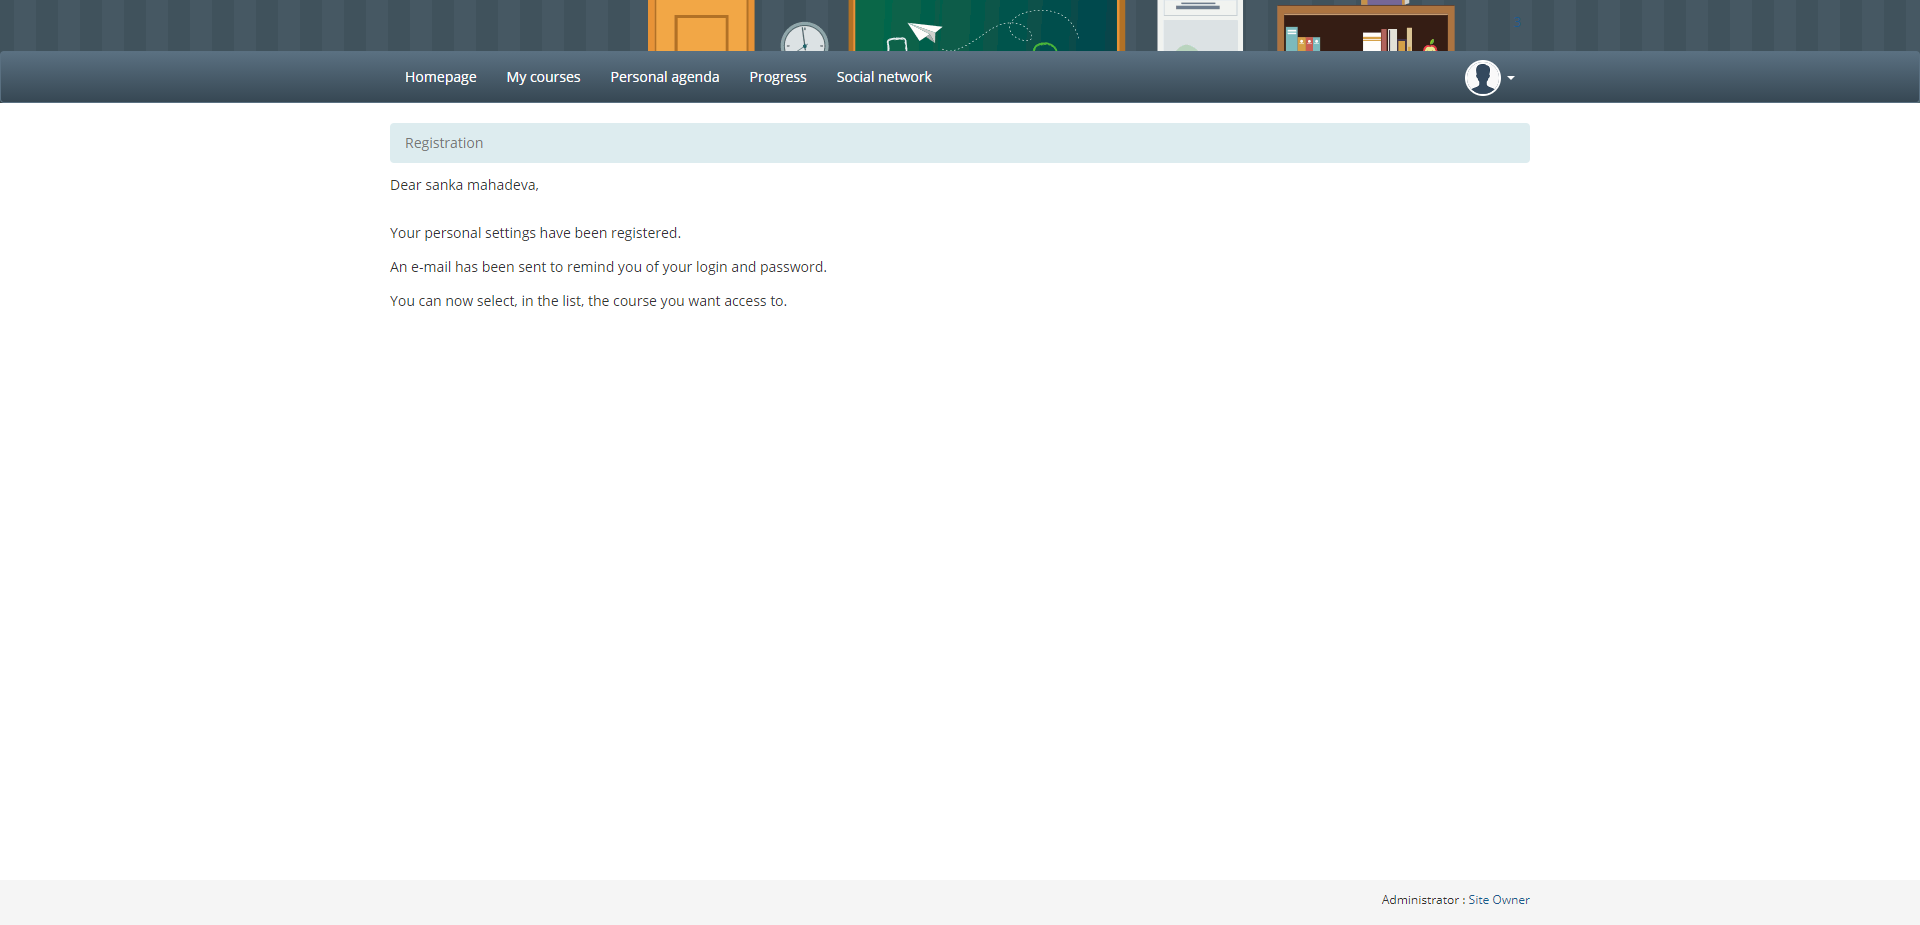 Homepage My courses Personal agenda Progress Social network
Registration
Dear sanka mahadeva,
Your personal settings have been registered.
An e-mail has been sent to remind you of your login and password.
You can now select, in the list, the course you want access to.
Administrator : Site Owner